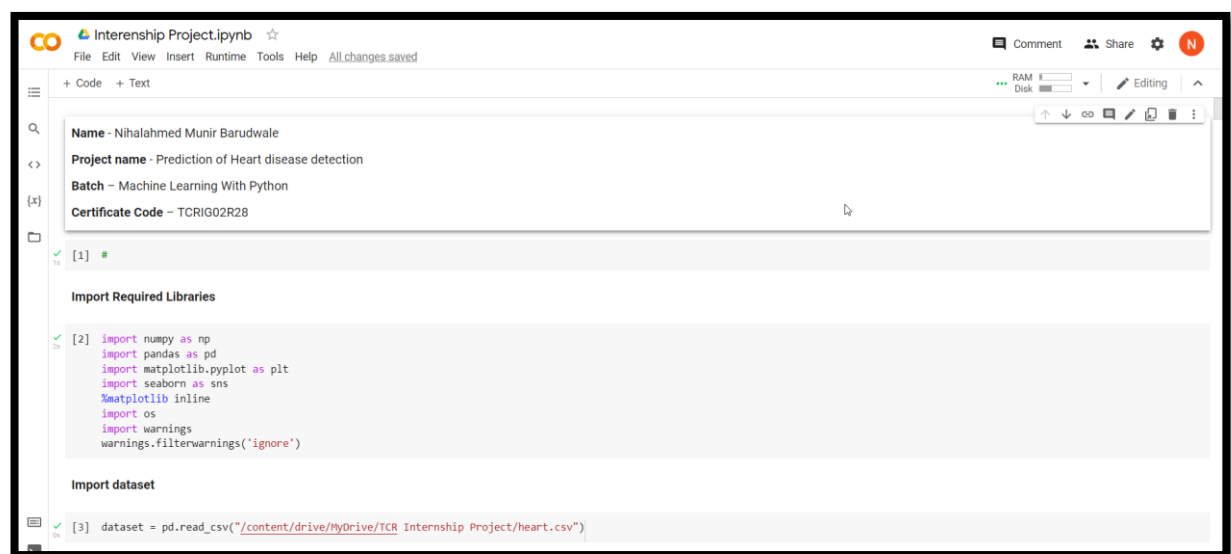 CO Interenship Project.ipynb
File Edit View Insert Runtime Tools Help All changes saved
Comment Share N
+ Code + Text
RAM
Disk
Editing
Name - Nihalahmed Munir Barudwale
Project name - Prediction of Heart disease detection
Batch – Machine Learning With Python
Certificate Code – TCRIG02R28
{x}
1s
[1] #
Import Required Libraries
2s
[2] import numpy as np
import pandas as pd
import matplotlib.pyplot as plt
import seaborn as sns
%matplotlib inline
import os
import warnings
warnings.filterwarnings('ignore')
Import dataset
0s
[3] dataset = pd.read_csv("/content/drive/MyDrive/TCR Internship Project/heart.csv")